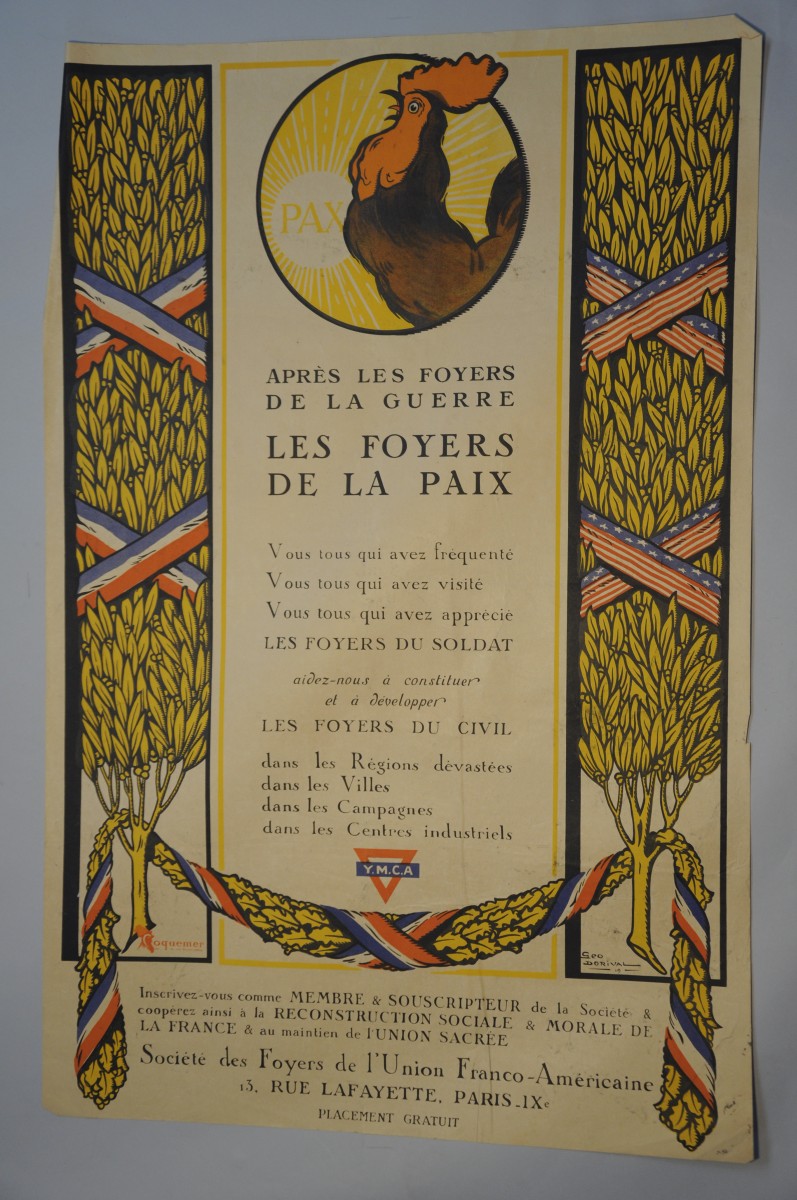 PAX
APRÈS LES FOYERS
DE LA GUERRE
LES FOYERS
DE LA PAIX
Vous tous qui avez fréquenté
Vous tous qui avez visité
Vous tous qui avez apprécié
LES FOYERS DU SOLDAT
aidez-nous à constituer
et à développer
LES FOYERS DU CIVIL
dans les Régions dévastées
dans les Villes
dans les Campagnes
dans les Centres industriels
Y.M.C.A
Coquemer
GEO
DORIVAL
Inscrivez-vous comme MEMBRE & SOUSCRIPTEUR de la Société &
coopérez ainsi à la RECONSTRUCTION SOCIALE & MORALE DE
LA FRANCE & au maintien de l'UNION SACRÉE
Société des Foyers de l'Union Franco-Américaine
13, RUE LAFAYETTE, PARIS-IXe
PLACEMENT GRATUIT